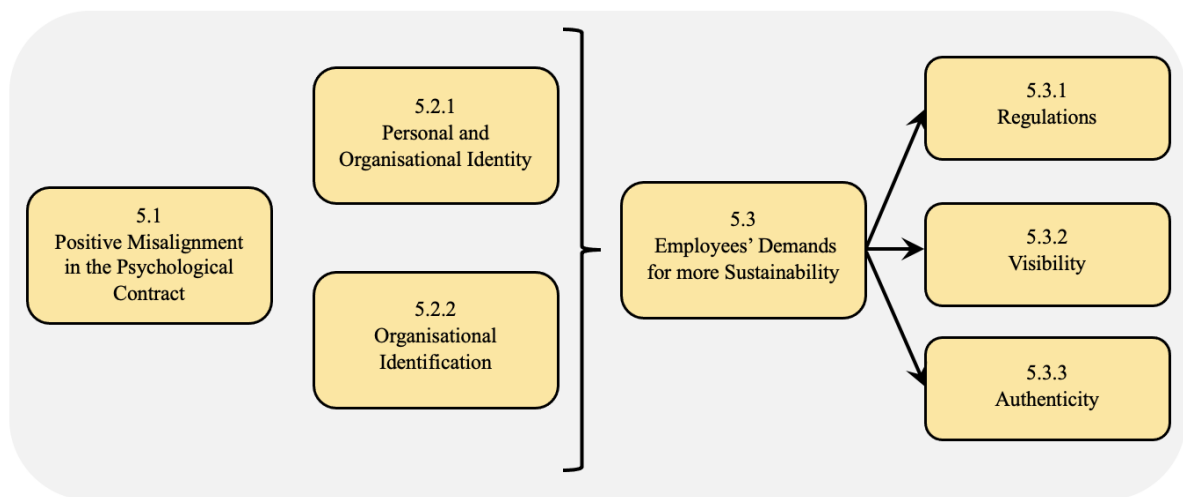 5.1
Positive Misalignment
in the Psychological
Contract
5.2.1
Personal and
Organisational Identity
5.2.2
Organisational
Identification
5.3
Employees’ Demands
for more Sustainability
5.3.1
Regulations
5.3.2
Visibility
5.3.3
Authenticity